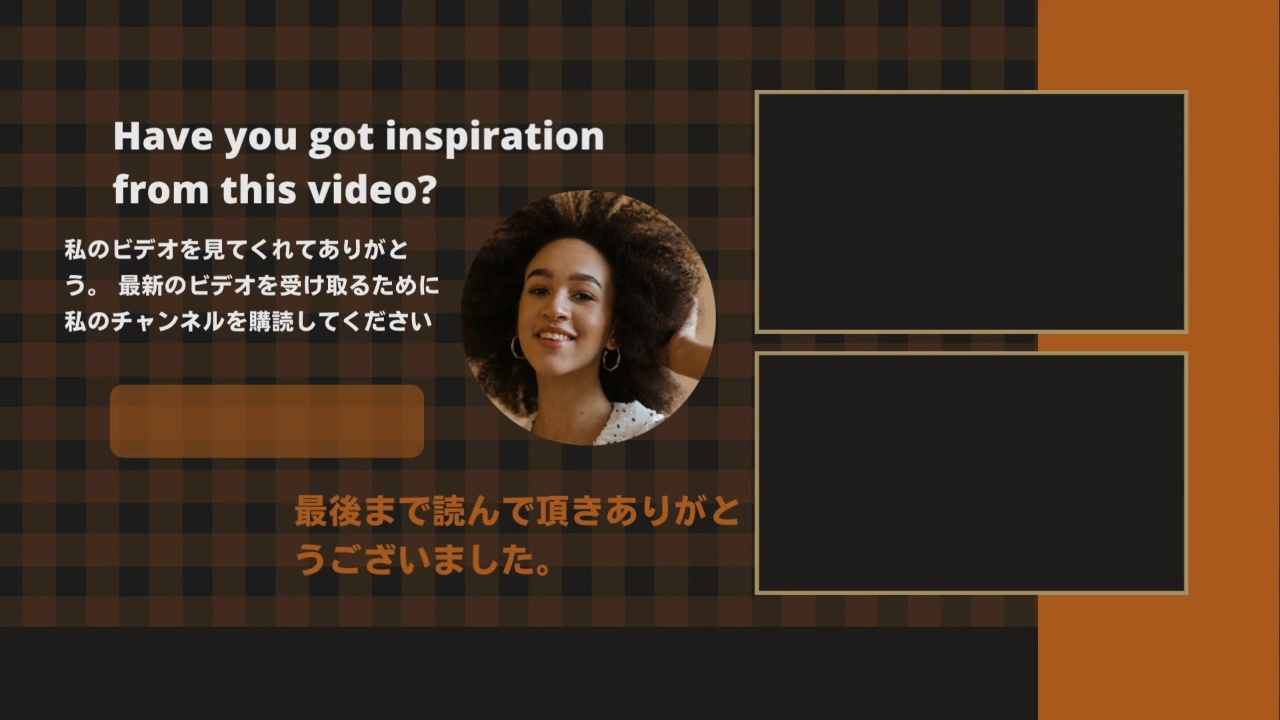 Have you got inspiration
from this video?
私のビデオを見てくれてありがと
う。 最新のビデオを受け取るために
私のチャンネルを購読してください
最後まで読んで頂きありがと
うございました。